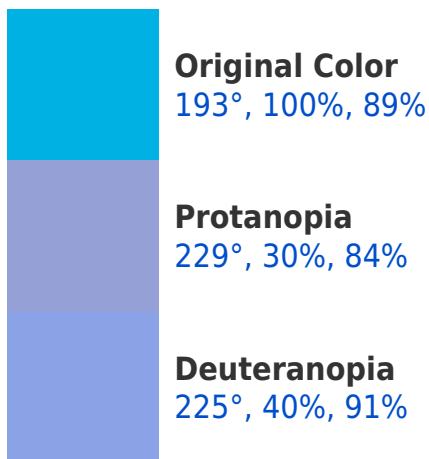 Original Color
193°, 100%, 89%
Protanopia
229°, 30%, 84%
Deuteranopia
225°, 40%, 91%